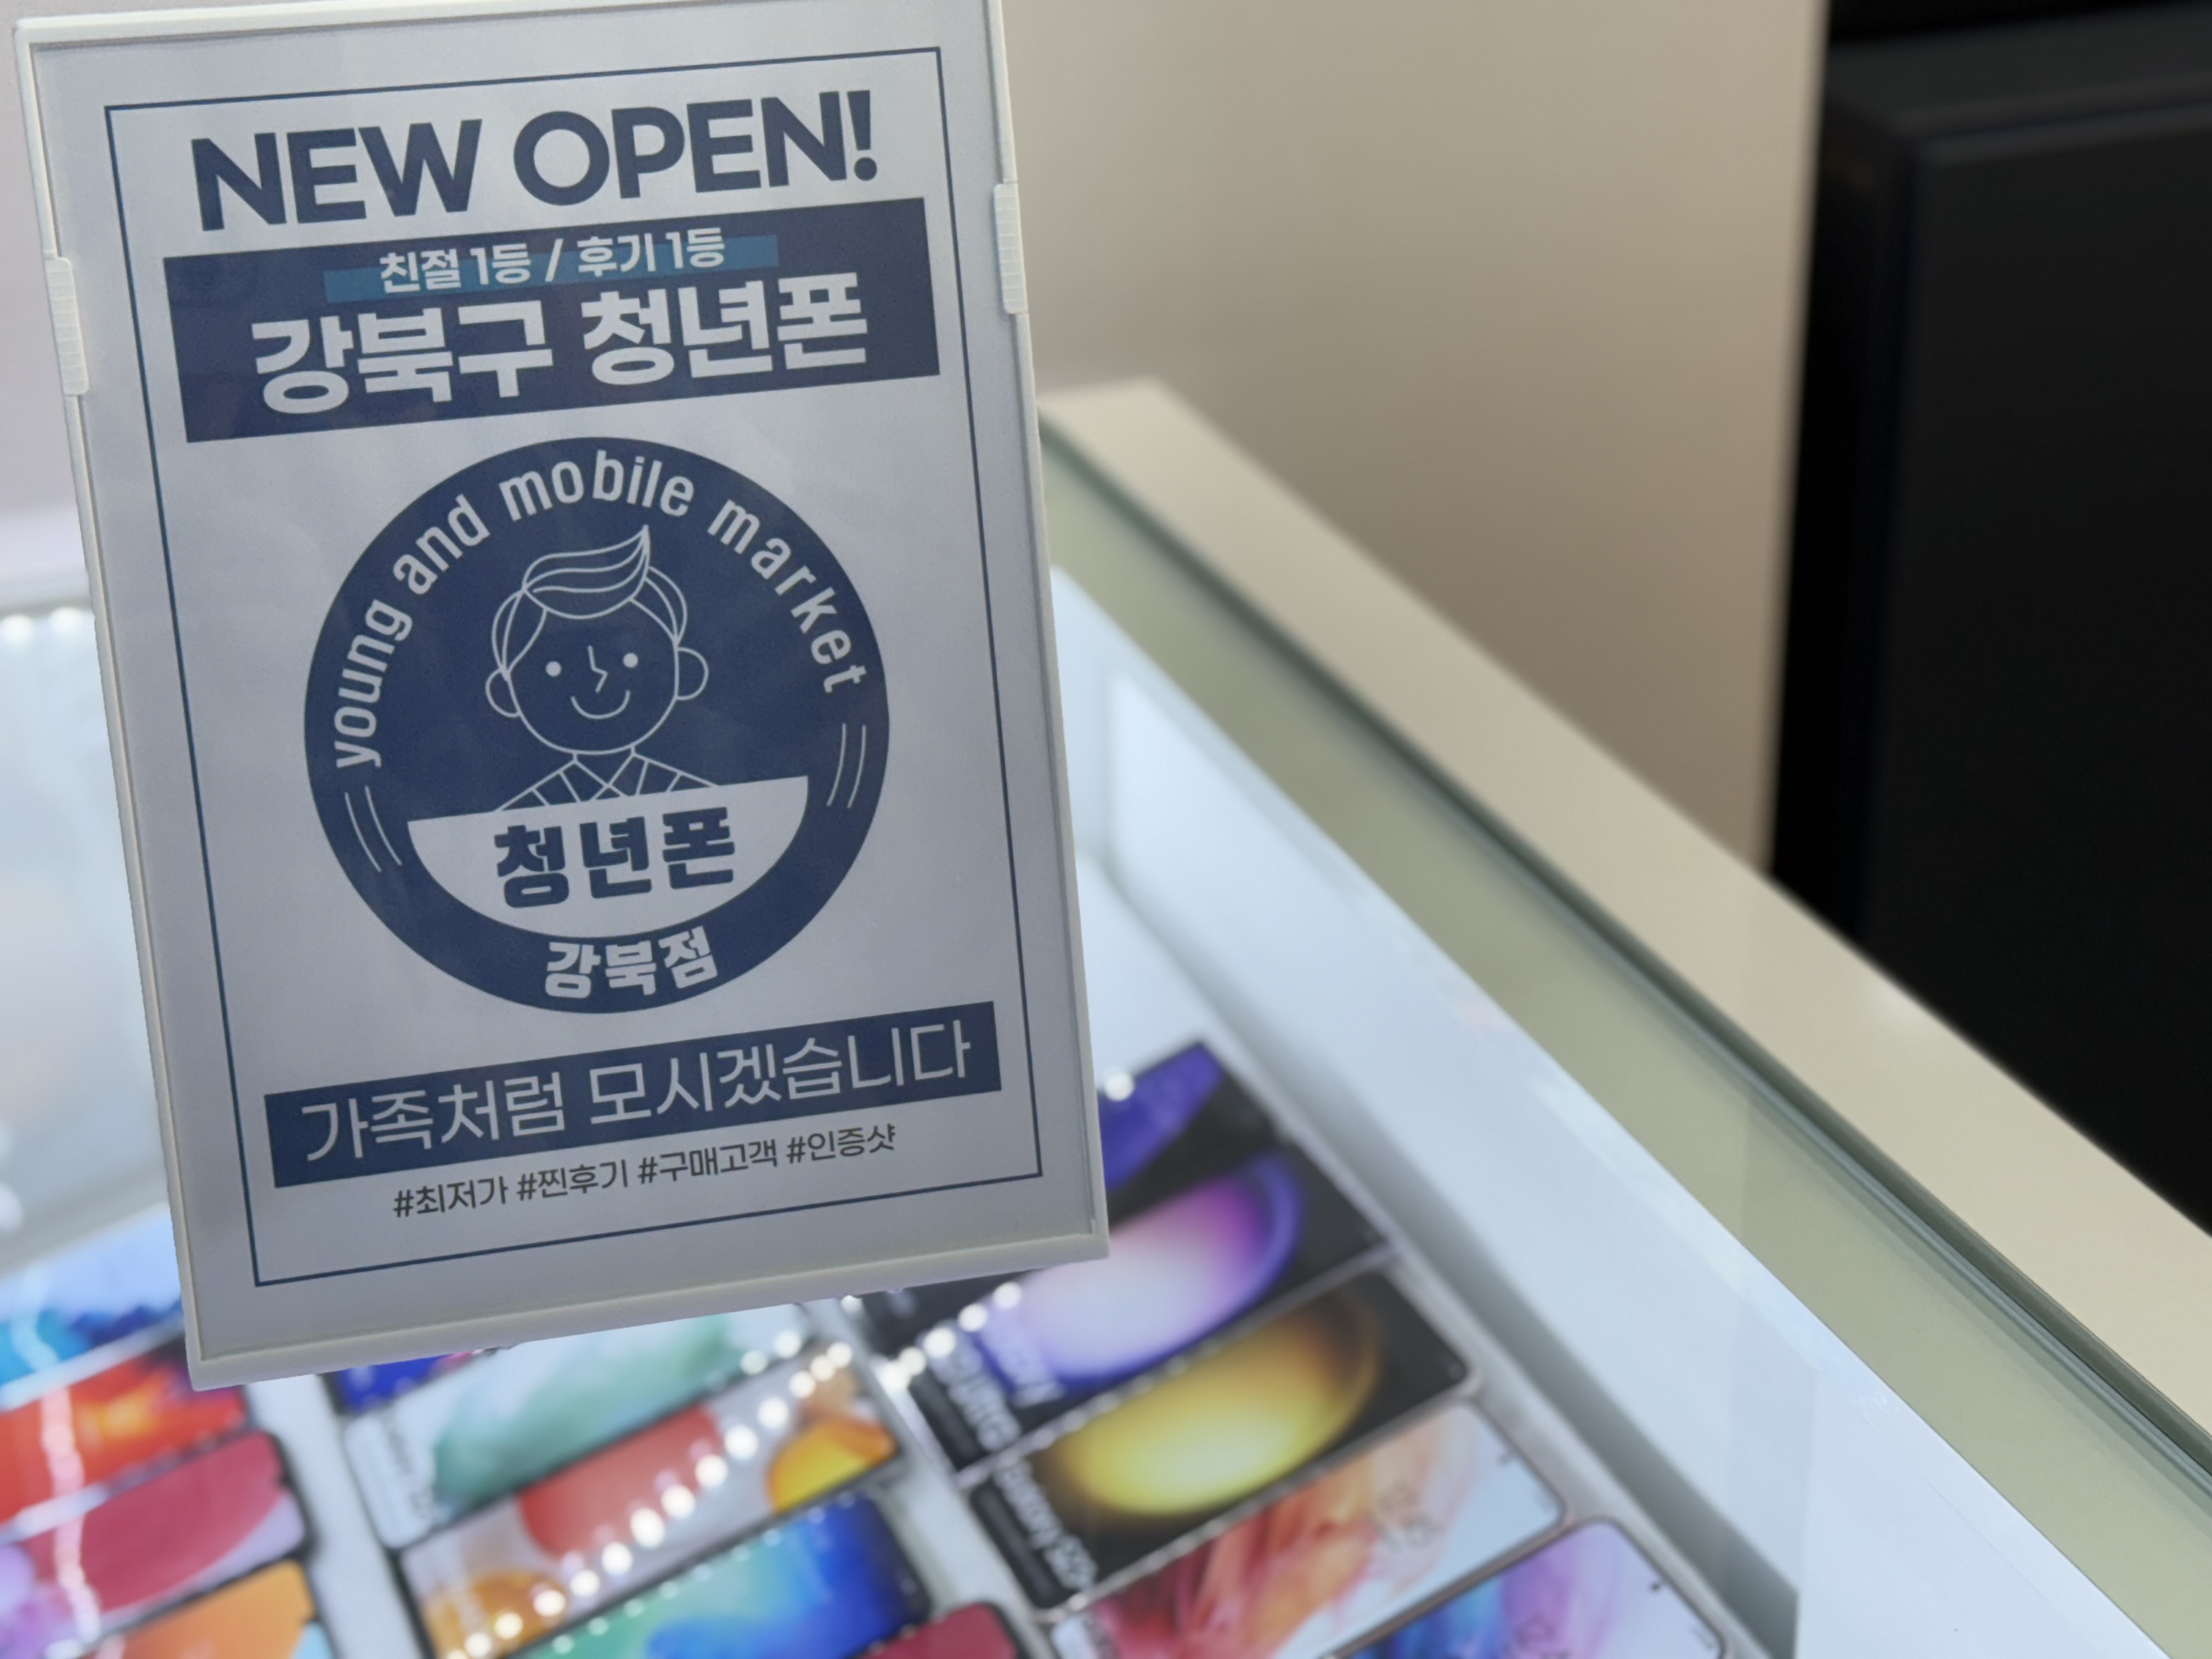 NEW OPEN!
친절 1등 / 후기 1등
강북구 청년폰
young and mobile market
청년폰
강북점
가족처럼 모시겠습니다
#최저가 #찐후기 #구매고객 #인증샷